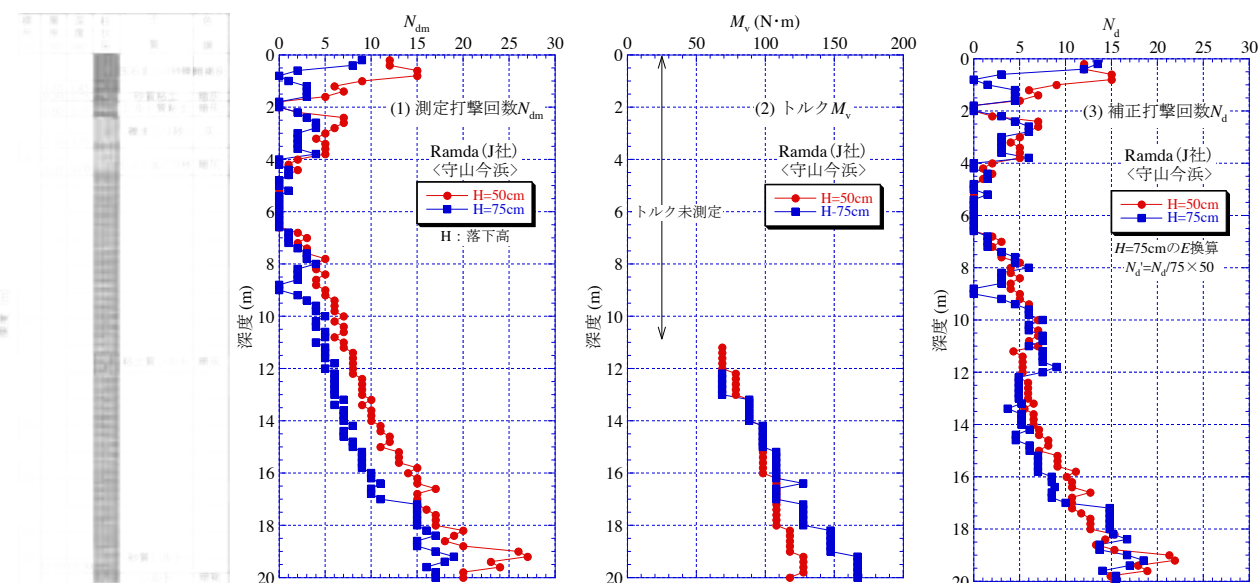 N_dm
0 5 10 15 20 25 30
0
2
4
6
8
10
12
14
16
18
20
深度 (m)
(1) 測定打撃回数N_dm
Ramda (J社)
<守山今浜>
H=50cm
H=75cm
H：落下高
M_v (N･m)
0 50 100 150 200
0
2
4
6
8
10
12
14
16
18
20
深度 (m)
(2) トルクM_v
Ramda (J社)
<守山今浜>
H=50cm
H-75cm
トルク未測定
N_d
0 5 10 15 20 25 30
0
2
4
6
8
10
12
14
16
18
20
深度 (m)
(3) 補正打撃回数N_d
Ramda (J社)
<守山今浜>
H=50cm
H=75cm
H=75cmのE換算
N_d'=N_d/75×50